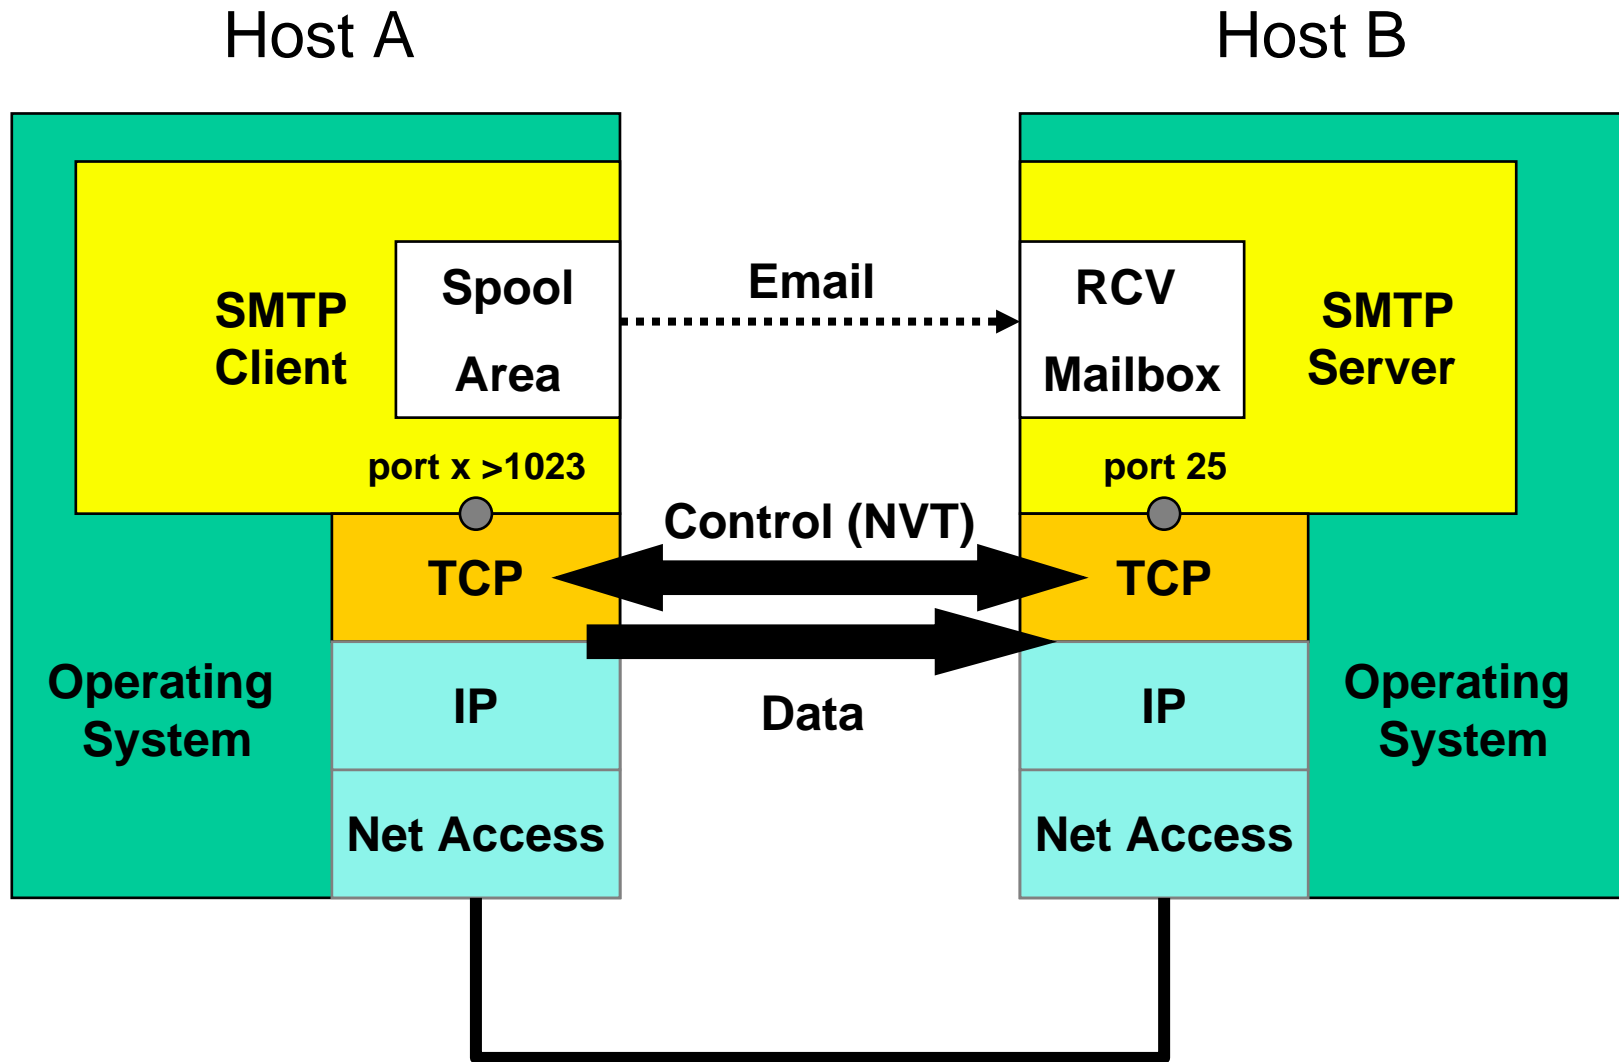 Host A
Host B
SMTP
Client
Spool
Area
port x >1023
TCP
IP
Net Access
Operating
System
Email
Control (NVT)
Data
RCV
Mailbox
SMTP
Server
port 25
TCP
IP
Net Access
Operating
System